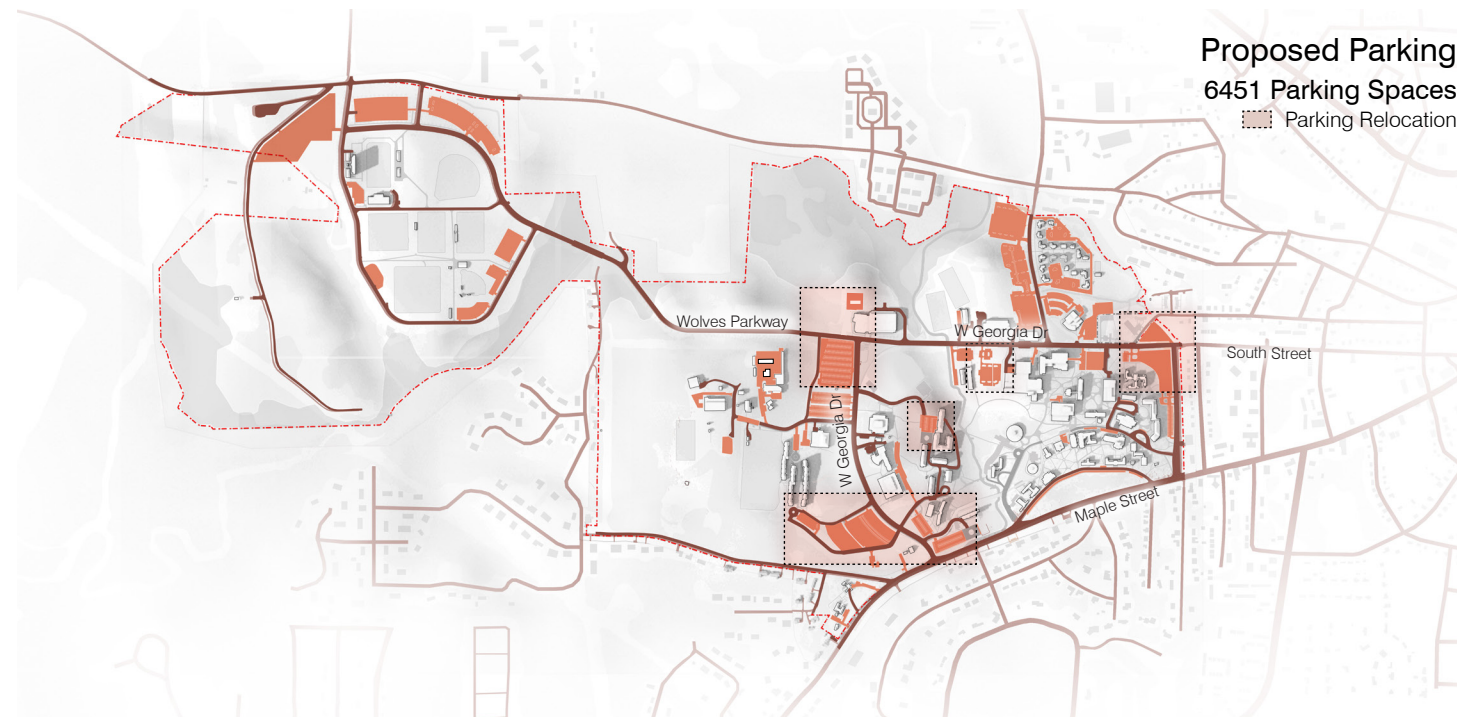 Proposed Parking
6451 Parking Spaces
Parking Relocation
Wolves Parkway
W Georgia Dr
South Street
W Georgia Dr
Maple Street